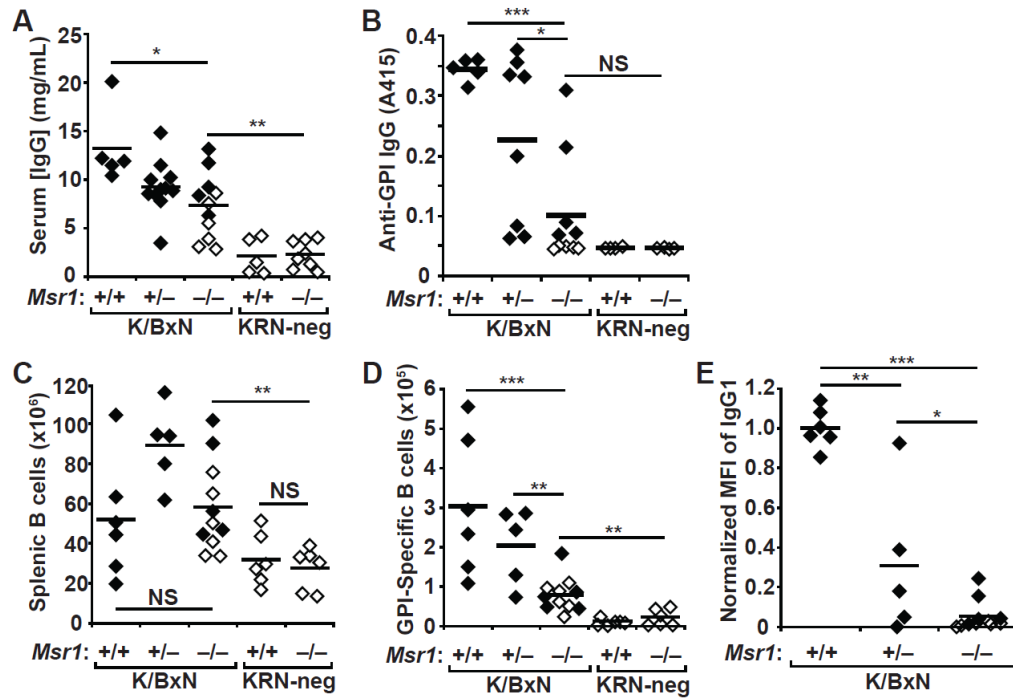 A
Serum [IgG] (mg/mL)
25
20
15
10
5
0
*
**
Msr1: +/+ +/– –/– +/+ –/–
K/BxN KRN-neg
B
Anti-GPI IgG (A415)
0.4
0.3
0.2
0.1
0
***
*
NS
Msr1: +/+ +/– –/– +/+ –/–
K/BxN KRN-neg
C
Splenic B cells (x10⁶)
120
100
80
60
40
20
0
**
NS
NS
Msr1: +/+ +/– –/– +/+ –/–
K/BxN KRN-neg
D
GPI-Specific B cells (x10⁵)
6
5
4
3
2
1
0
***
**
**
Msr1: +/+ +/– –/– +/+ –/–
K/BxN KRN-neg
E
Normalized MFI of IgG1
1.2
1.0
0.8
0.6
0.4
0.2
0
***
**
*
Msr1: +/+ +/– –/–
K/BxN